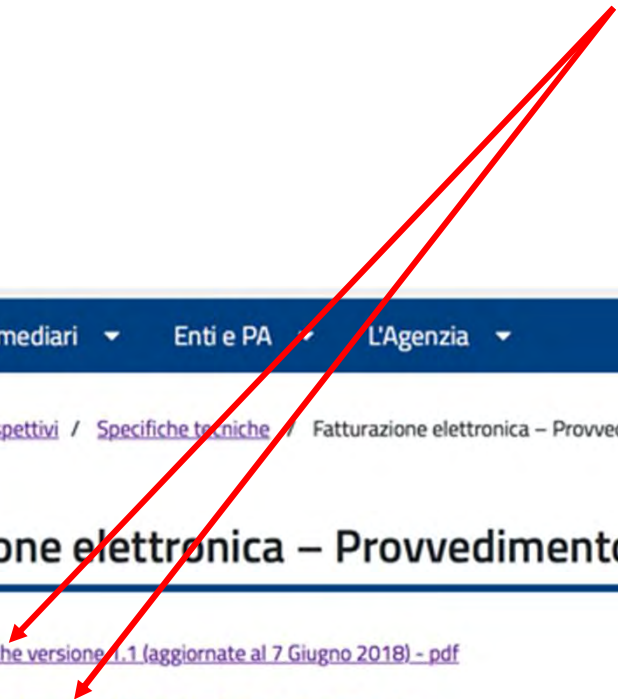 mediari Enti e PA L'Agenzia
spettivi / Specifiche tecniche / Fatturazione elettronica – Provved
one elettronica – Provvedimento
he versione 1.1 (aggiornate al 7 Giugno 2018) - pdf